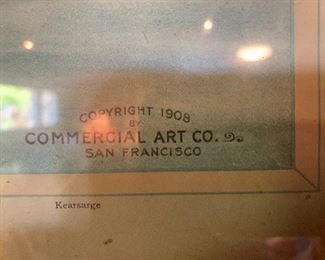 COPYRIGHT 1908
BY
COMMERCIAL ART CO.
SAN FRANCISCO
Kearsarge